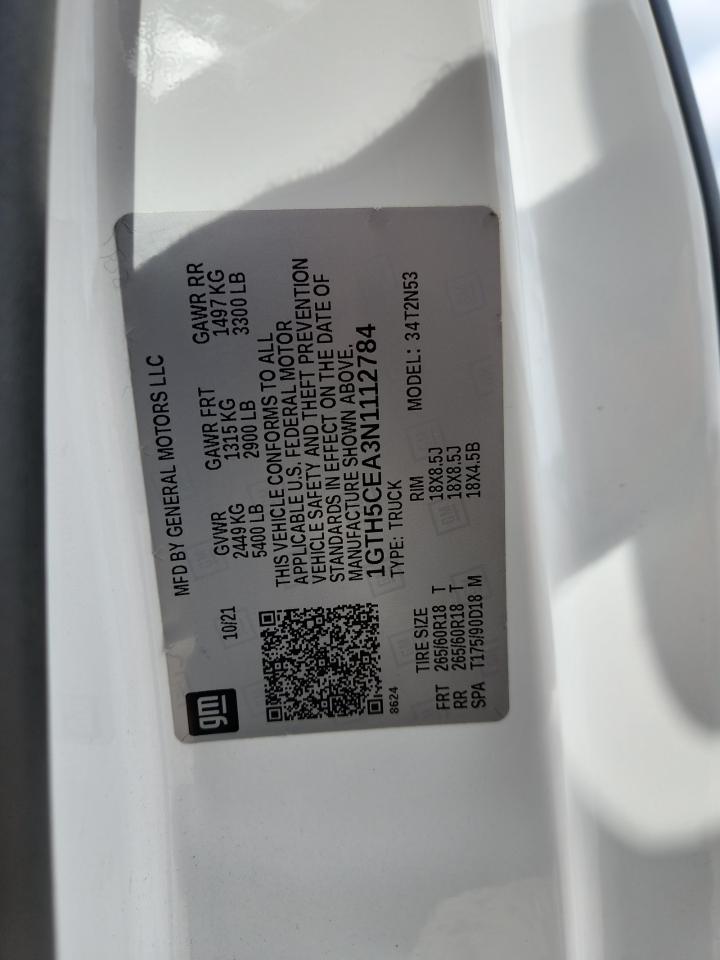 gm
MFD BY GENERAL MOTORS LLC
10/21
GVWR
2449 KG
5400 LB
GAWR FRT
1315 KG
2900 LB
GAWR RR
1497 KG
3300 LB
THIS VEHICLE CONFORMS TO ALL
APPLICABLE U.S. FEDERAL MOTOR
VEHICLE SAFETY AND THEFT PREVENTION
STANDARDS IN EFFECT ON THE DATE OF
MANUFACTURE SHOWN ABOVE.
1GTH5CEA3N1112784
8624
TYPE: TRUCK
MODEL: 34T2N53
TIRE SIZE RIM
FRT 265/60R18 T 18X8.5J
RR 265/60R18 T 18X8.5J
SPA T175/90D18 M 18X4.5B